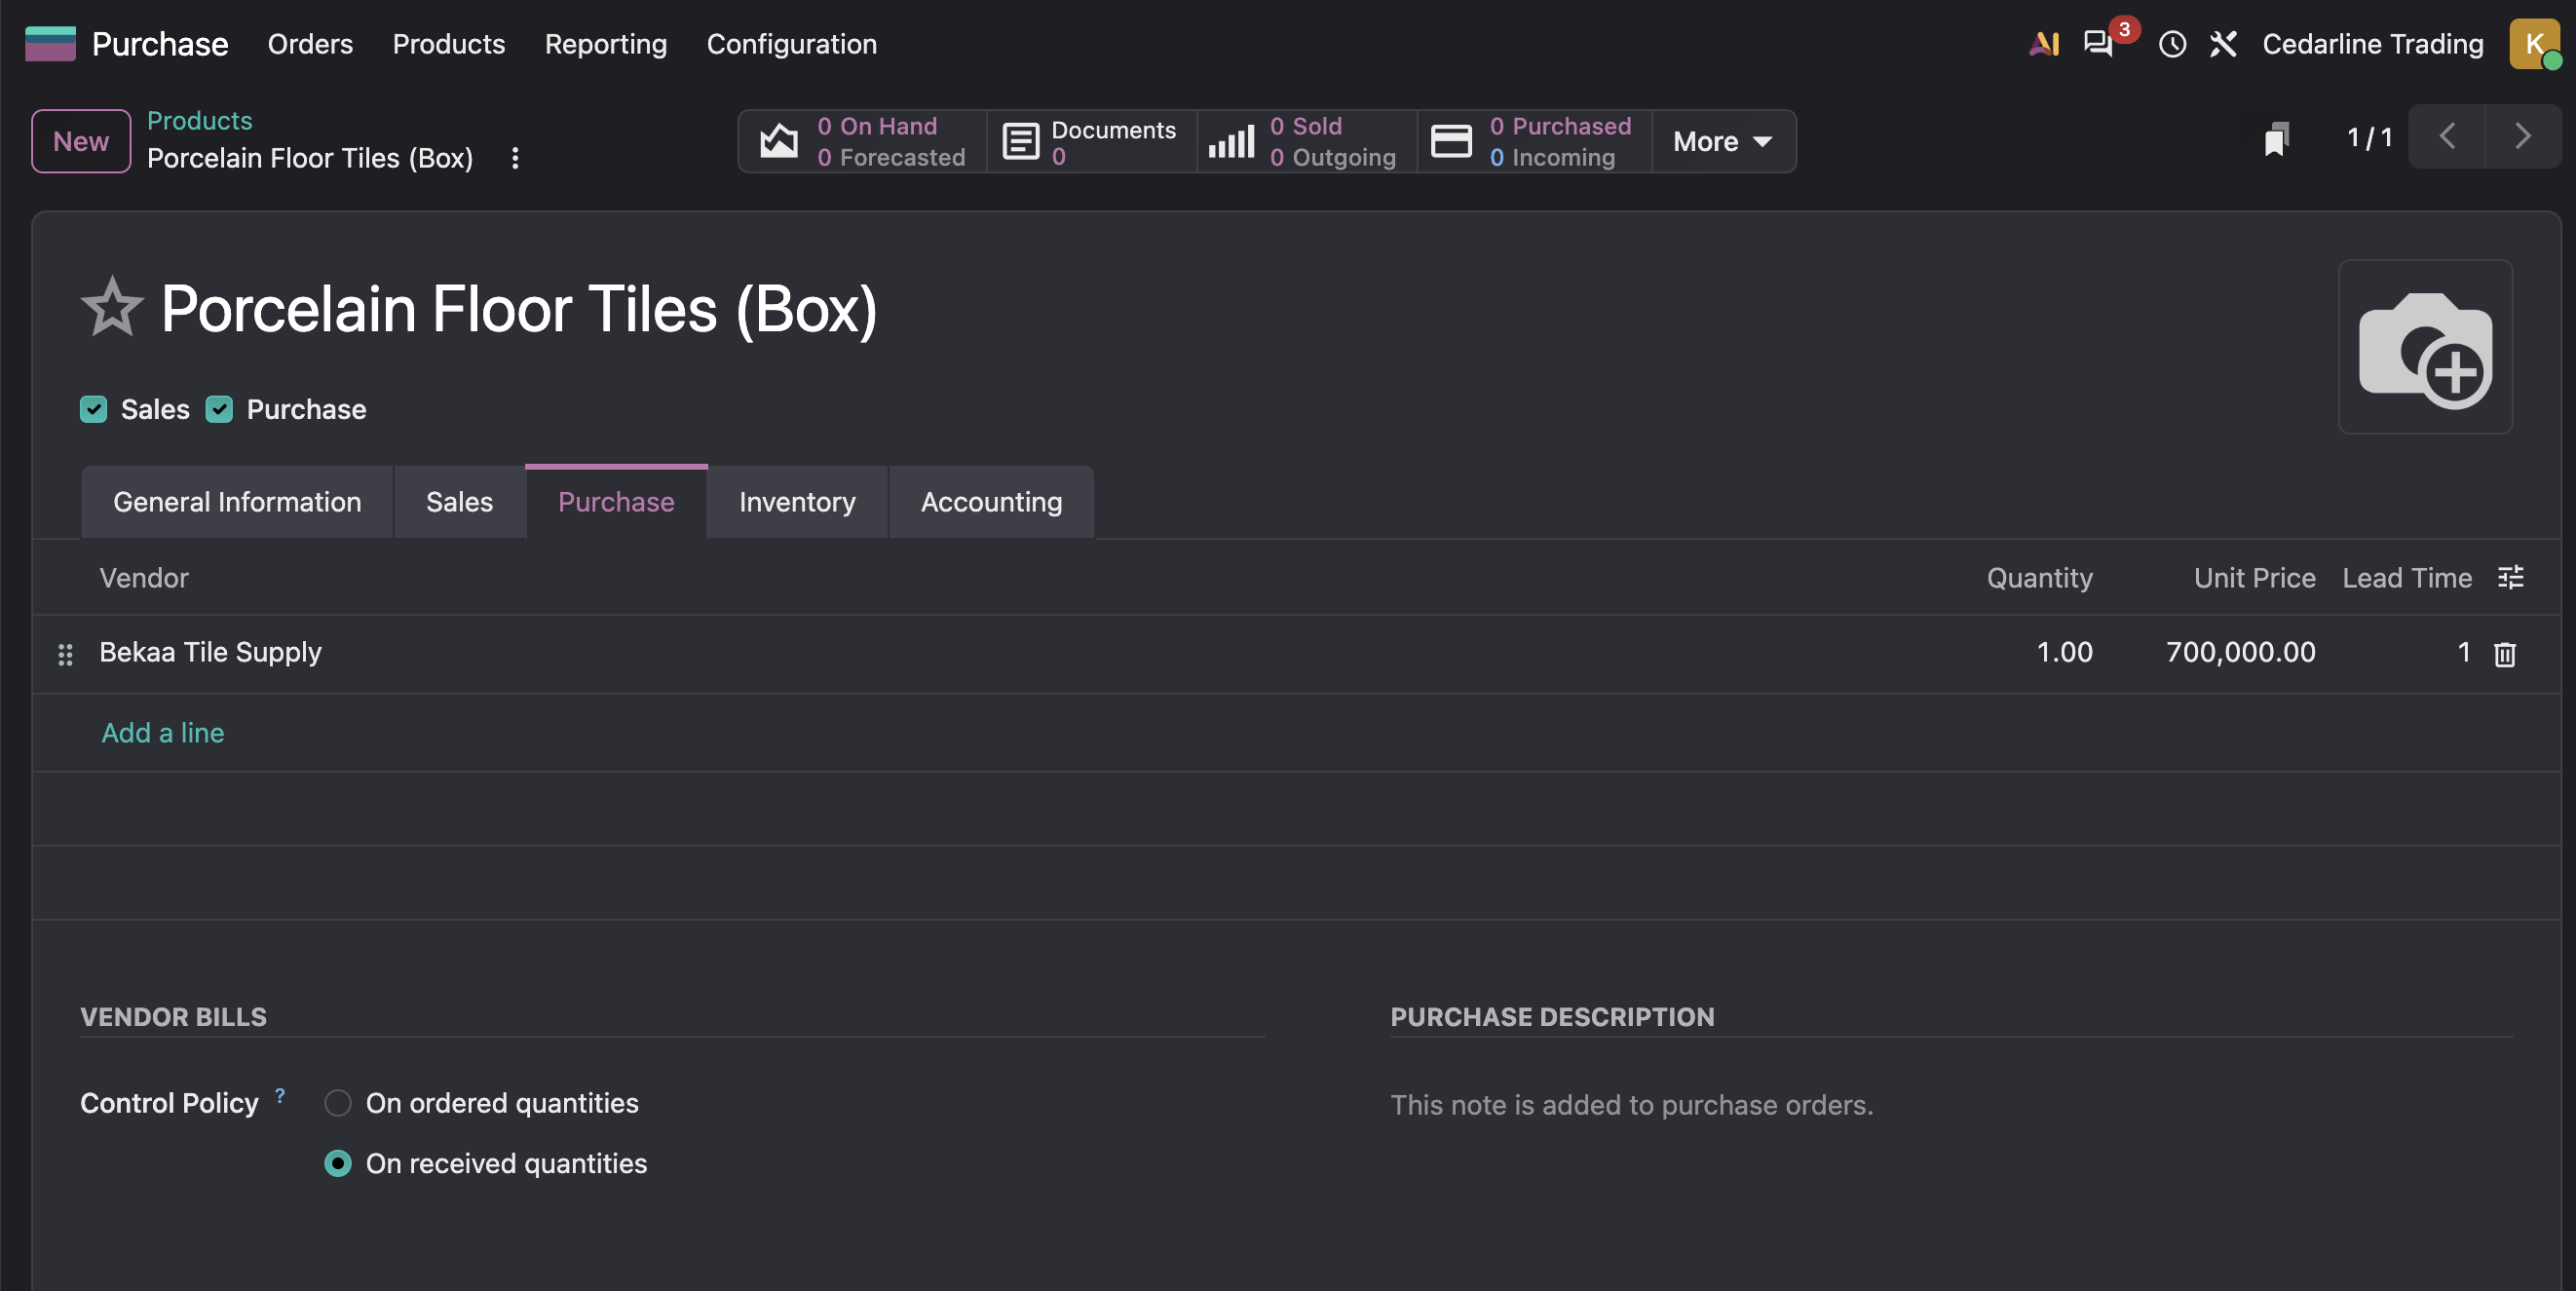 Purchase Orders Products Reporting Configuration AI 3 Cedarline Trading K
New Products
Porcelain Floor Tiles (Box)
0 On Hand
0 Forecasted
Documents
0
0 Sold
0 Outgoing
0 Purchased
0 Incoming
More
1 / 1
Porcelain Floor Tiles (Box)
Sales Purchase
General Information Sales Purchase Inventory Accounting
Vendor Quantity Unit Price Lead Time
Bekaa Tile Supply 1.00 700,000.00 1
Add a line
VENDOR BILLS
Control Policy ? On ordered quantities
On received quantities
PURCHASE DESCRIPTION
This note is added to purchase orders.